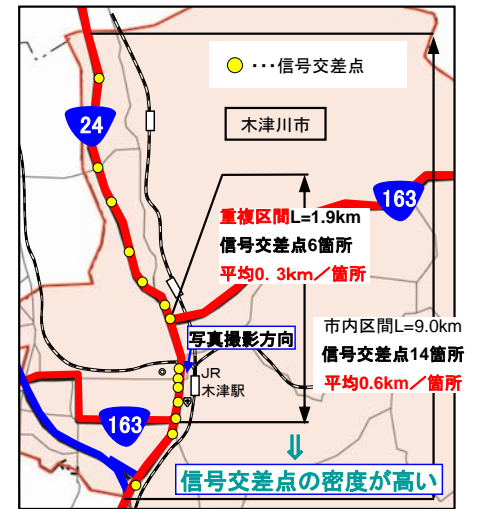 ・・・信号交差点
24
木津川市
163
重複区間L=1.9km
信号交差点6箇所
平均0.3km/箇所
市内区間L=9.0km
信号交差点14箇所
平均0.6km/箇所
写真撮影方向
JR
木津駅
163
⇓
信号交差点の密度が高い